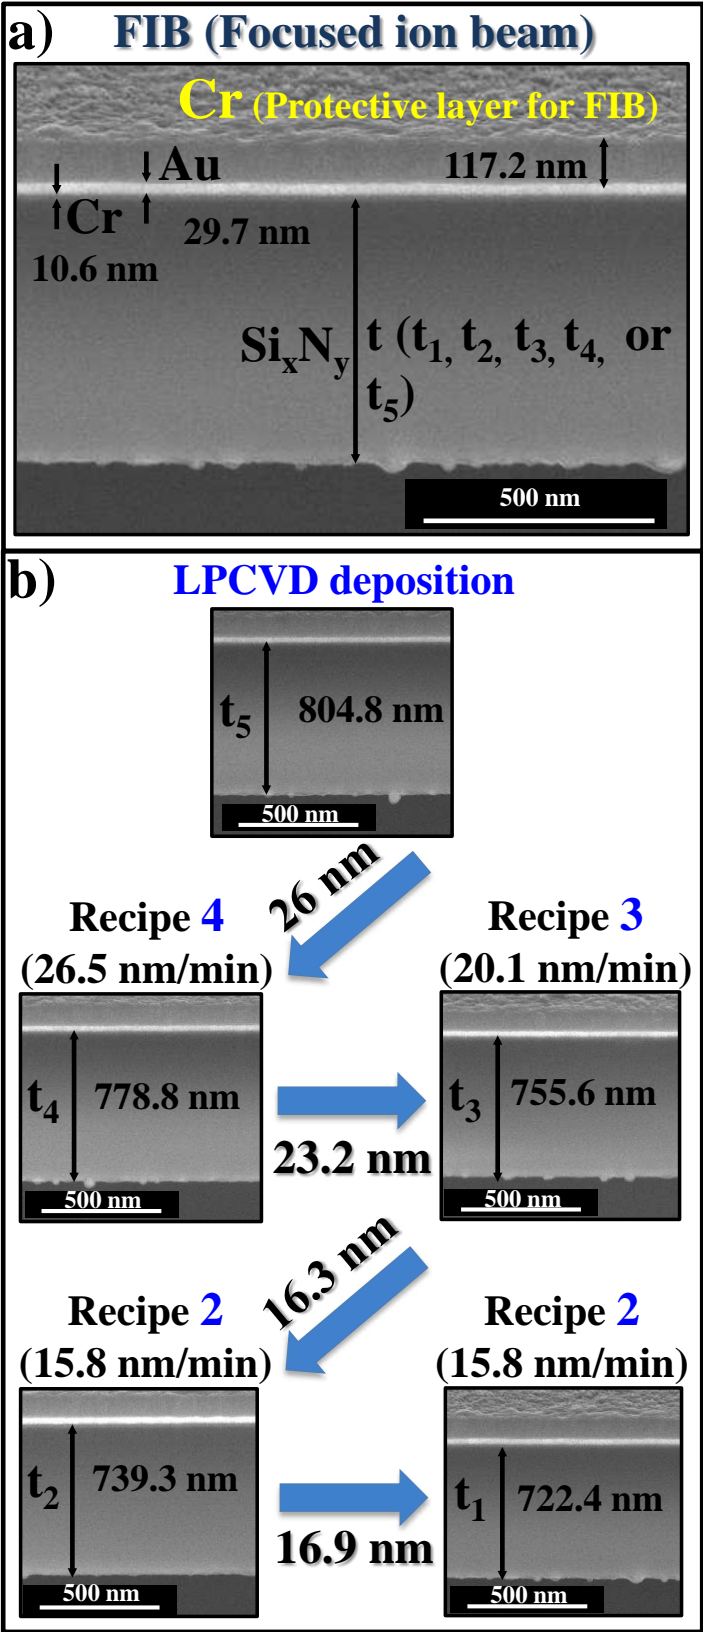 a) FIB (Focused ion beam)
Cr (Protective layer for FIB)
Au
117.2 nm
Cr
29.7 nm
10.6 nm
SixNy t (t1, t2, t3, t4, or
t5)
500 nm
b) LPCVD deposition
t5 804.8 nm
500 nm
26 nm
Recipe 4
(26.5 nm/min)
Recipe 3
(20.1 nm/min)
t4 778.8 nm
500 nm
23.2 nm
t3 755.6 nm
500 nm
16.3 nm
Recipe 2
(15.8 nm/min)
Recipe 2
(15.8 nm/min)
t2 739.3 nm
500 nm
16.9 nm
t1 722.4 nm
500 nm